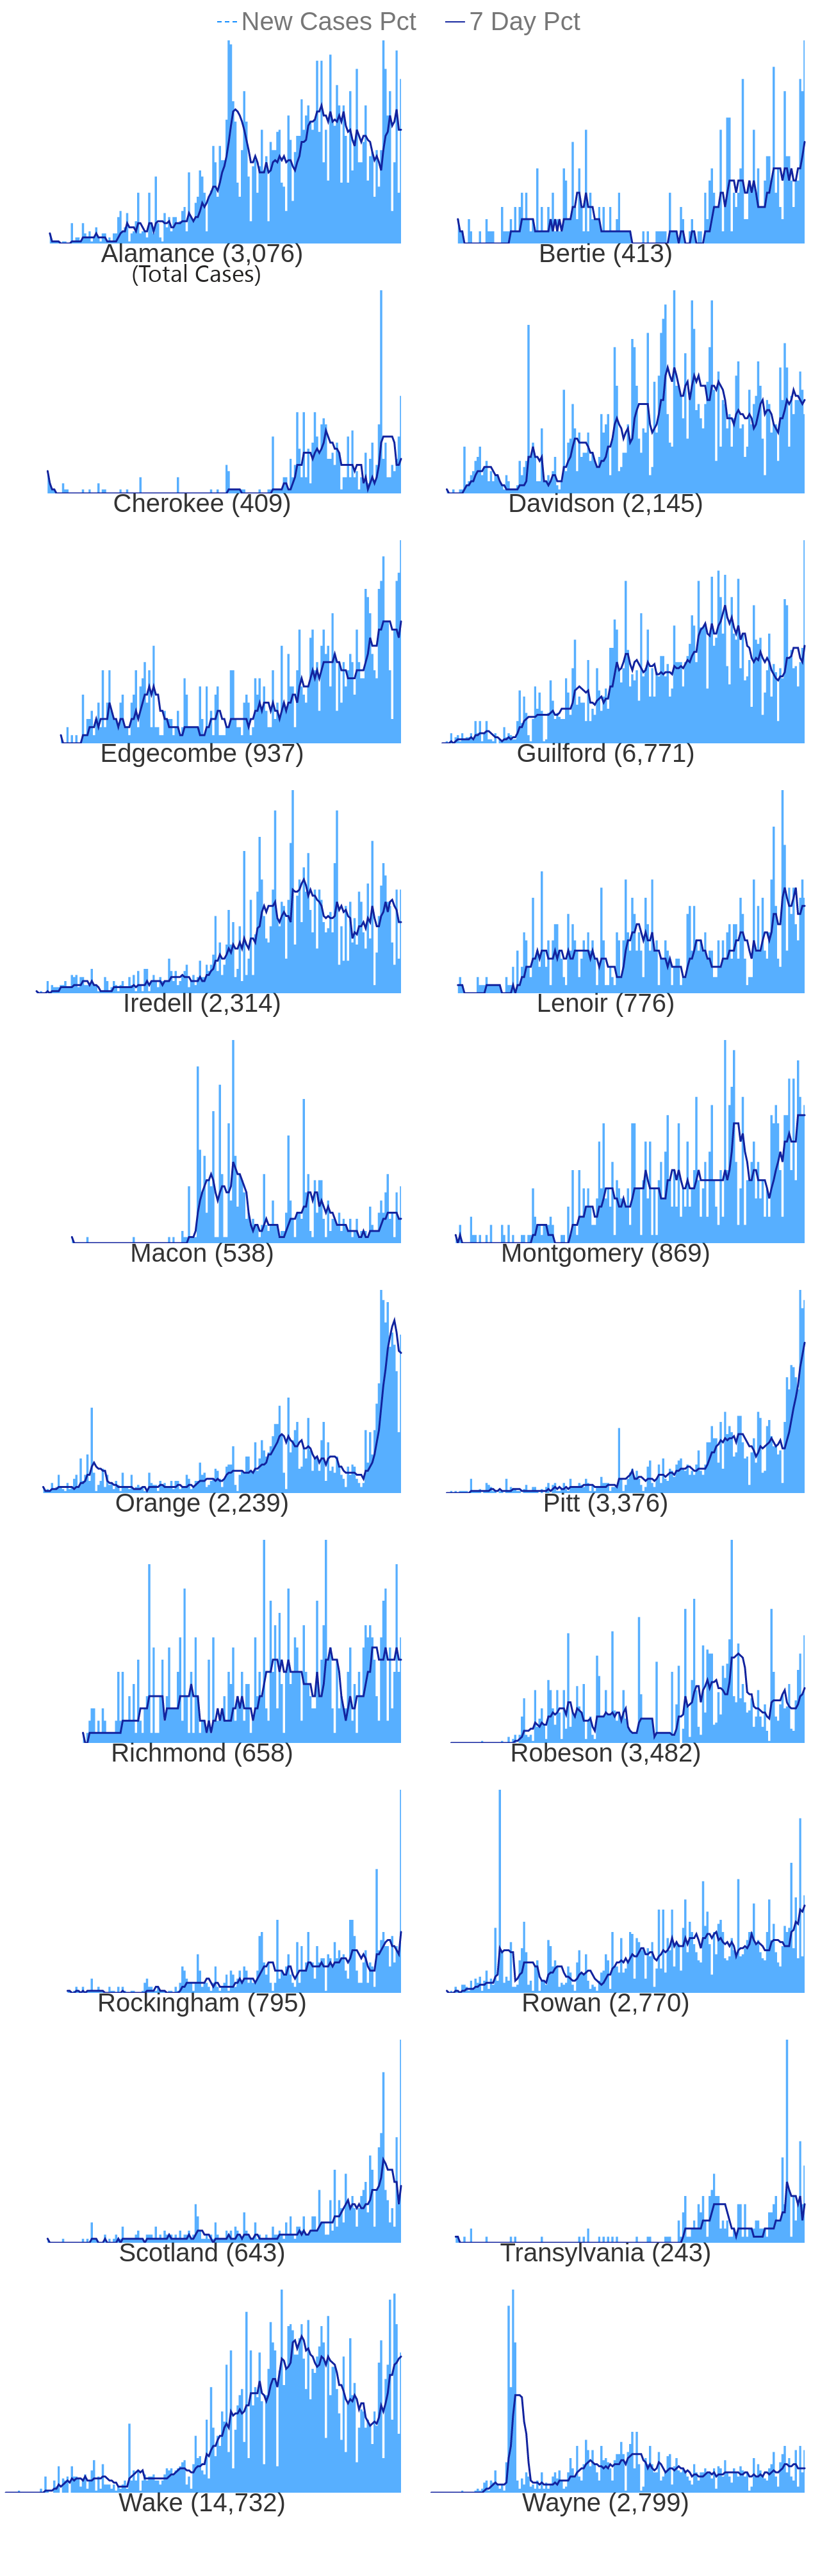 New Cases Pct 7 Day Pct
Alamance (3,076) Bertie (413)
(Total Cases)
Cherokee (409) Davidson (2,145)
Edgecombe (937) Guilford (6,771)
Iredell (2,314) Lenoir (776)
Macon (538) Montgomery (869)
Orange (2,239) Pitt (3,376)
Richmond (658) Robeson (3,482)
Rockingham (795) Rowan (2,770)
Scotland (643) Transylvania (243)
Wake (14,732) Wayne (2,799)